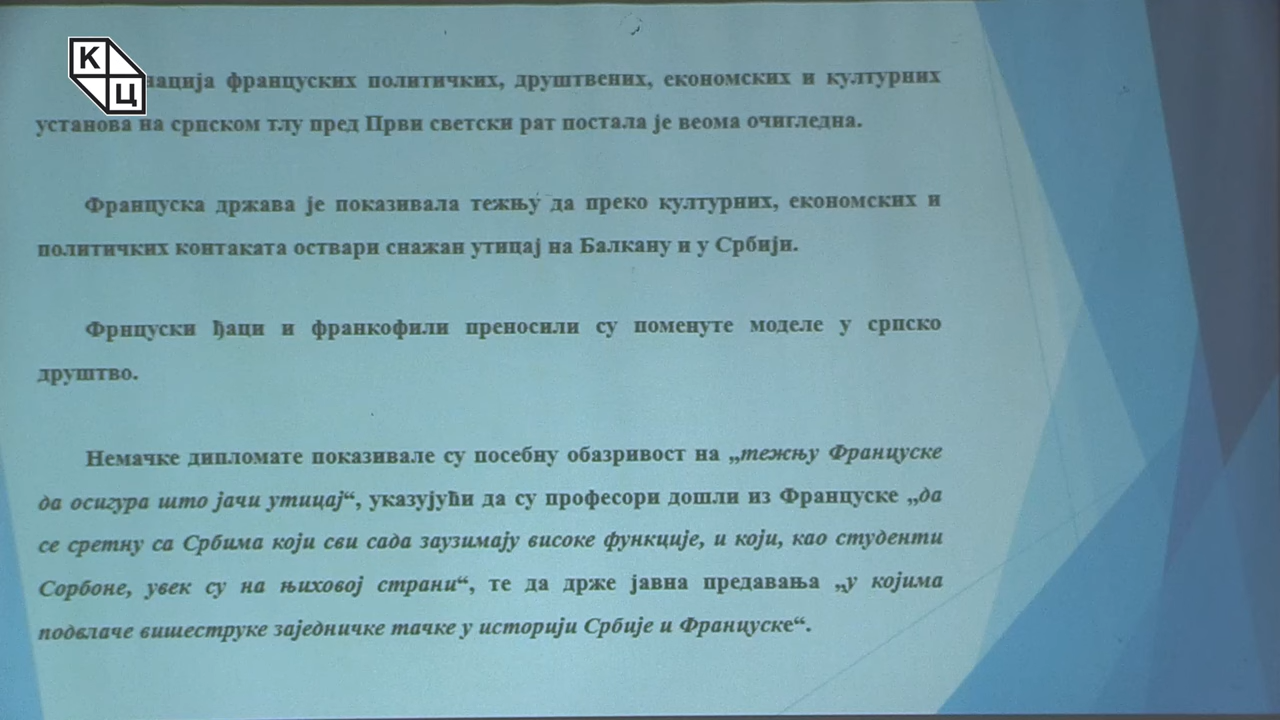 К
Ц
француских политичких, друштвених, економских и културних
установа на српском тлу пред Први светски рат постала је веома очигледна.
Француска држава је показивала тежњу да преко културних, економских и
политичких контаката оствари снажан утицај на Балкану и у Србији.
Фрнцуски ђаци и франкофили преносили су поменуте моделе у српско
друштво.
Немачке дипломате показивале су посебну обазривост на „тежњу Француске
да осигура што јачи утицај“, указујући да су професори дошли из Француске „да
се сретну са Србима који сви сада заузимају високе функције, и који, као студенти
Сорбоне, увек су на њиховој страни“, те да држе јавна предавања „у којима
подвлаче вишеструке заједничке тачке у историји Србије и Француске“.